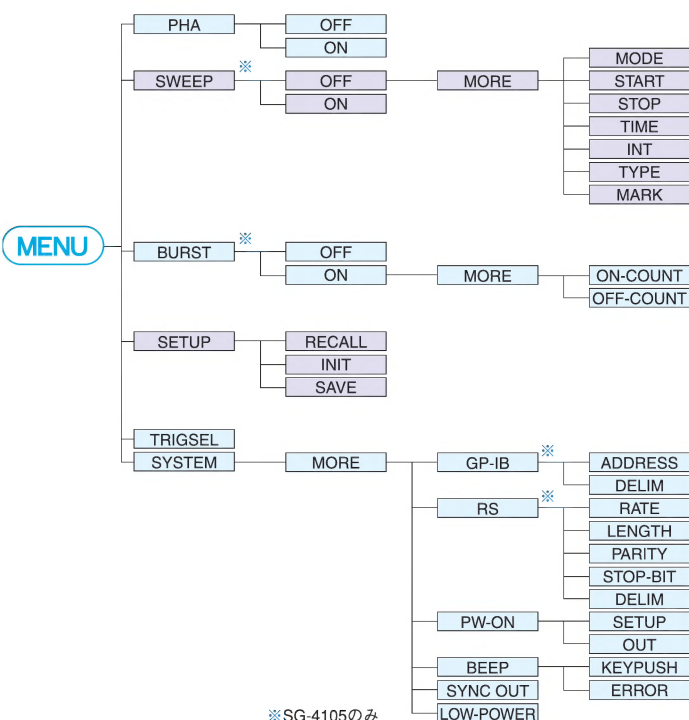 MENU
PHA
OFF
ON
SWEEP
※
OFF
ON
MORE
MODE
START
STOP
TIME
INT
TYPE
MARK
BURST
※
OFF
ON
MORE
ON-COUNT
OFF-COUNT
SETUP
RECALL
INIT
SAVE
TRIGSEL
SYSTEM
MORE
GP-IB
※
ADDRESS
DELIM
RS
※
RATE
LENGTH
PARITY
STOP-BIT
DELIM
PW-ON
SETUP
OUT
BEEP
KEYPUSH
ERROR
SYNC OUT
LOW-POWER
※SG-4105のみ